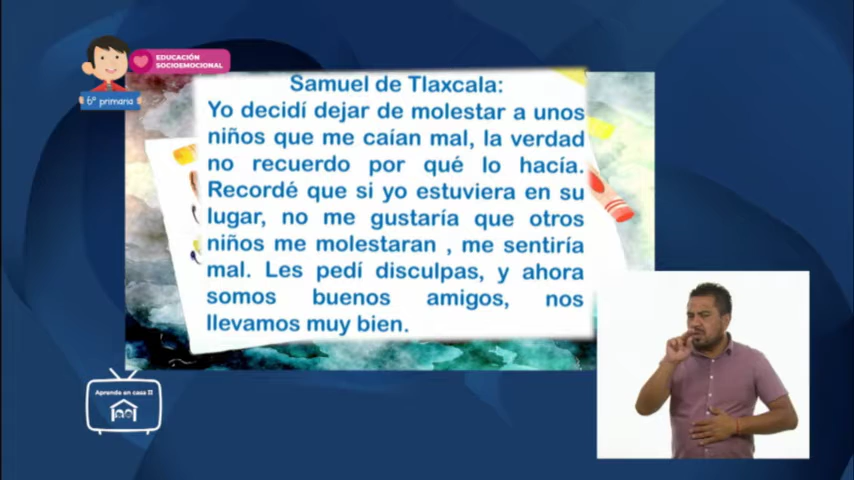 EDUCACIÓN
SOCIOEMOCIONAL
6° primaria
Samuel de Tlaxcala:
Yo decidí dejar de molestar a unos
niños que me caían mal, la verdad
no recuerdo por qué lo hacía.
Recordé que si yo estuviera en su
lugar, no me gustaría que otros
niños me molestaran , me sentiría
mal. Les pedí disculpas, y ahora
somos buenos amigos, nos
llevamos muy bien.
Aprende en casa II